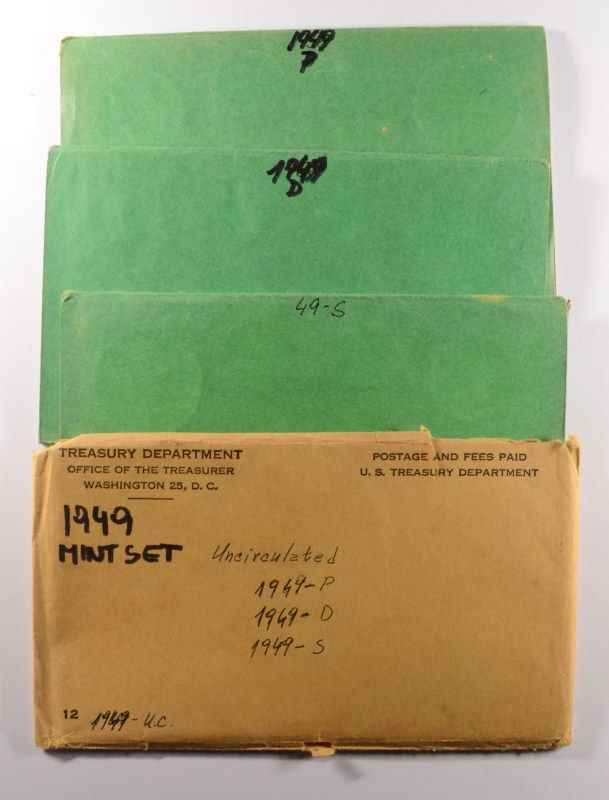 1949
P
1949
D
49-S
TREASURY DEPARTMENT
OFFICE OF THE TREASURER
WASHINGTON 25, D. C.
POSTAGE AND FEES PAID
U. S. TREASURY DEPARTMENT
1949
MINT SET
Uncirculated
1949-P
1949-D
1949-S
12 1949-U.C.